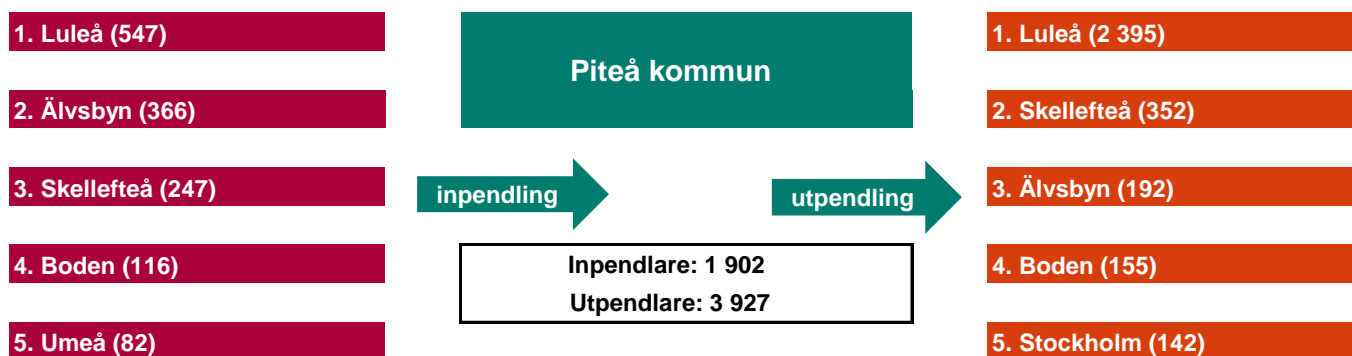 1. Luleå (547)
2. Älvsbyn (366)
3. Skellefteå (247)
4. Boden (116)
5. Umeå (82)
Piteå kommun
inpendling
utpendling
Inpendlare: 1 902
Utpendlare: 3 927
1. Luleå (2 395)
2. Skellefteå (352)
3. Älvsbyn (192)
4. Boden (155)
5. Stockholm (142)